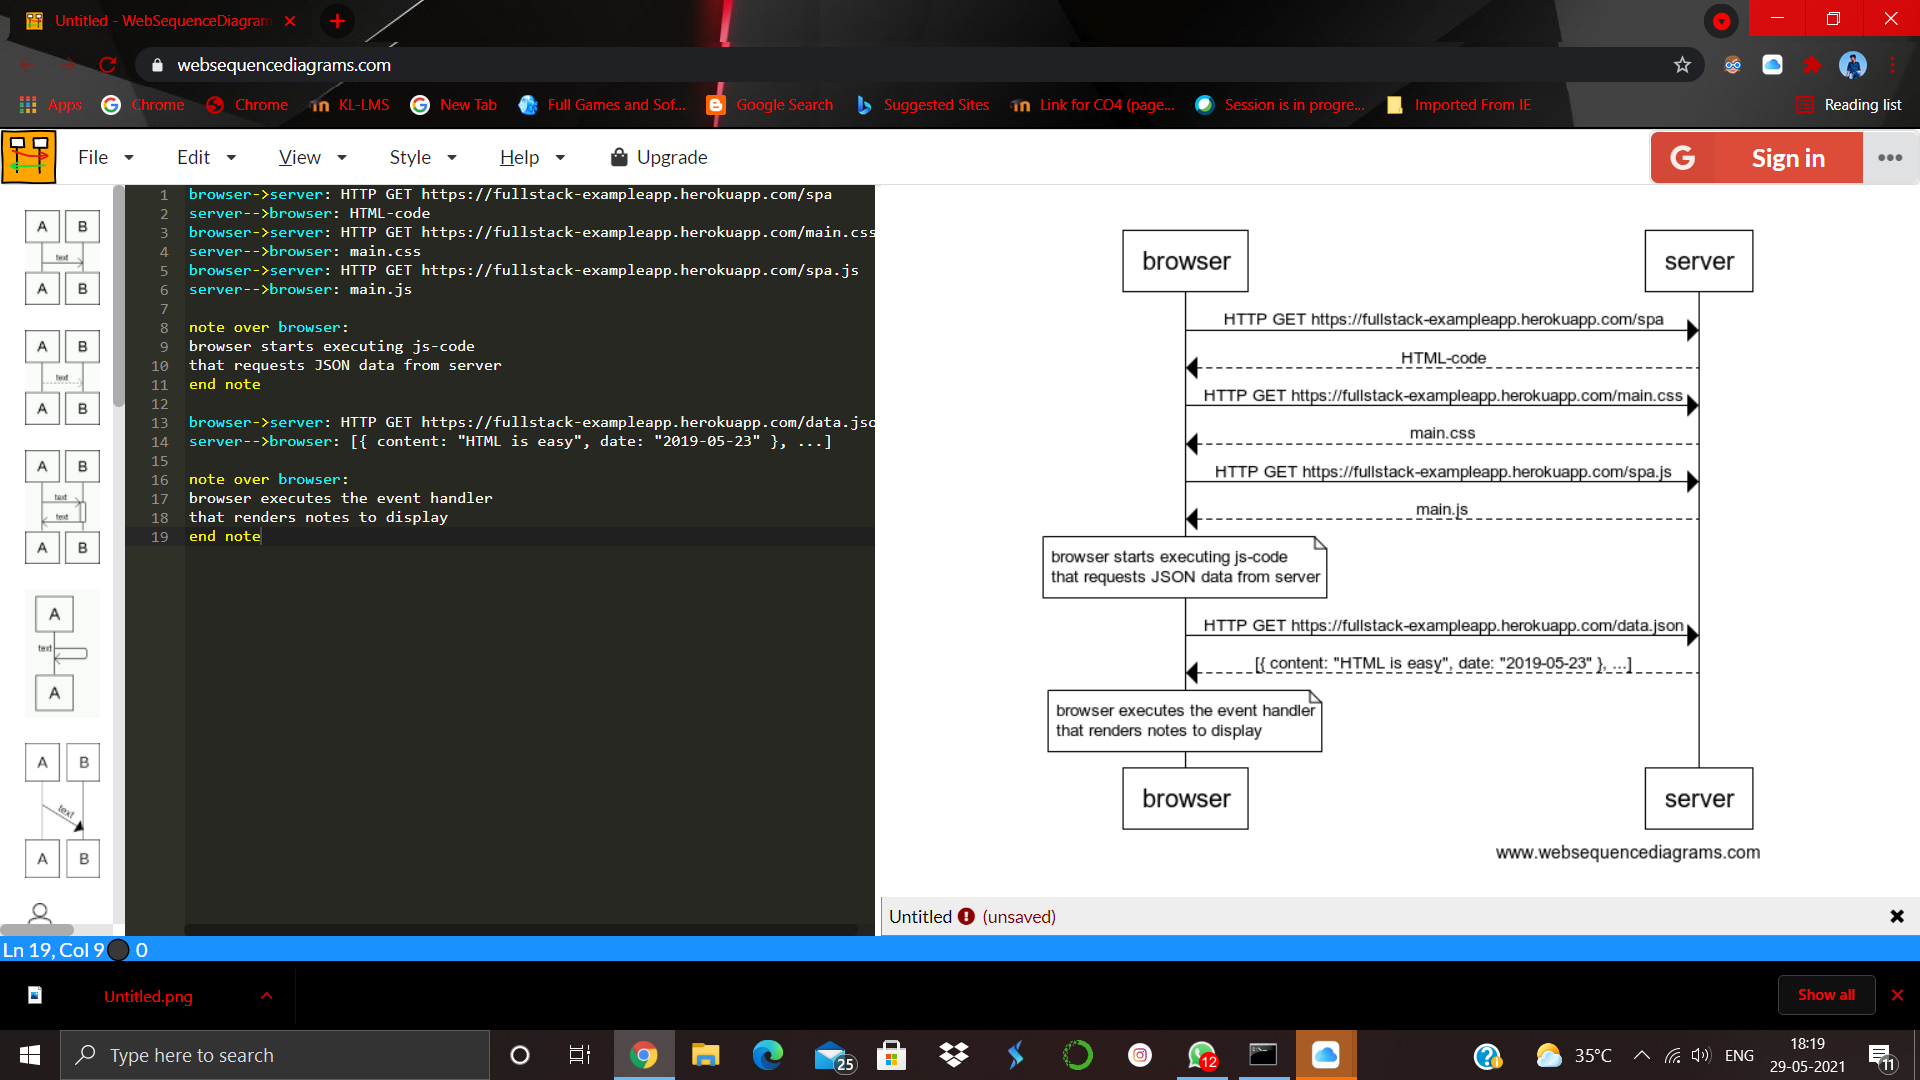 Untitled - WebSequenceDiagram
websequencediagrams.com
Apps
Chrome
Chrome
KL-LMS
New Tab
Full Games and Sof...
Google Search
Suggested Sites
Link for CO4 (page...
Session is in progre...
Imported From IE
Reading list
File
Edit
View
Style
Help
Upgrade
G Sign in
A B
text
A B
A B
text
A B
A B
text
text
A B
A
text
A
A B
text
A B
1 browser->server: HTTP GET https://fullstack-exampleapp.herokuapp.com/spa
2 server-->browser: HTML-code
3 browser->server: HTTP GET https://fullstack-exampleapp.herokuapp.com/main.css
4 server-->browser: main.css
5 browser->server: HTTP GET https://fullstack-exampleapp.herokuapp.com/spa.js
6 server-->browser: main.js
7
8 note over browser:
9 browser starts executing js-code
10 that requests JSON data from server
11 end note
12
13 browser->server: HTTP GET https://fullstack-exampleapp.herokuapp.com/data.jso
14 server-->browser: [{ content: "HTML is easy", date: "2019-05-23" }, ...]
15
16 note over browser:
17 browser executes the event handler
18 that renders notes to display
19 end note
browser server
HTTP GET https://fullstack-exampleapp.herokuapp.com/spa
HTML-code
HTTP GET https://fullstack-exampleapp.herokuapp.com/main.css
main.css
HTTP GET https://fullstack-exampleapp.herokuapp.com/spa.js
main.js
browser starts executing js-code
that requests JSON data from server
HTTP GET https://fullstack-exampleapp.herokuapp.com/data.json
[{ content: "HTML is easy", date: "2019-05-23" }, ...]
browser executes the event handler
that renders notes to display
browser server
www.websequencediagrams.com
Untitled (unsaved)
Ln 19, Col 9 0
Untitled.png
Show all
Type here to search
25
12
35°C
ENG
18:19
29-05-2021
11